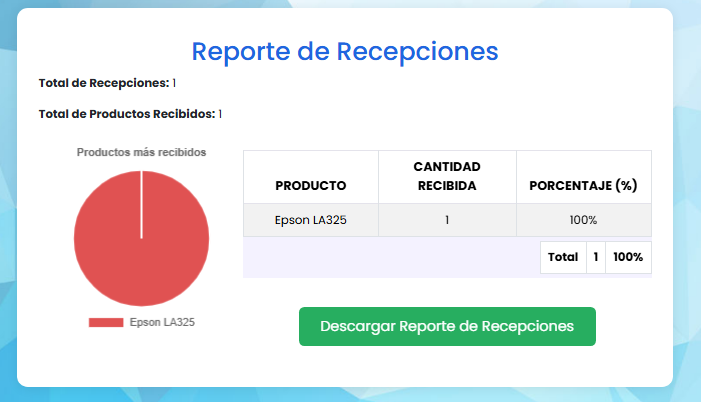 Reporte de Recepciones
Total de Recepciones: 1
Total de Productos Recibidos: 1
Productos más recibidos
Epson LA325
PRODUCTO
CANTIDAD
RECIBIDA
PORCENTAJE (%)
Epson LA325 1 100%
Total 1 100%
Descargar Reporte de Recepciones